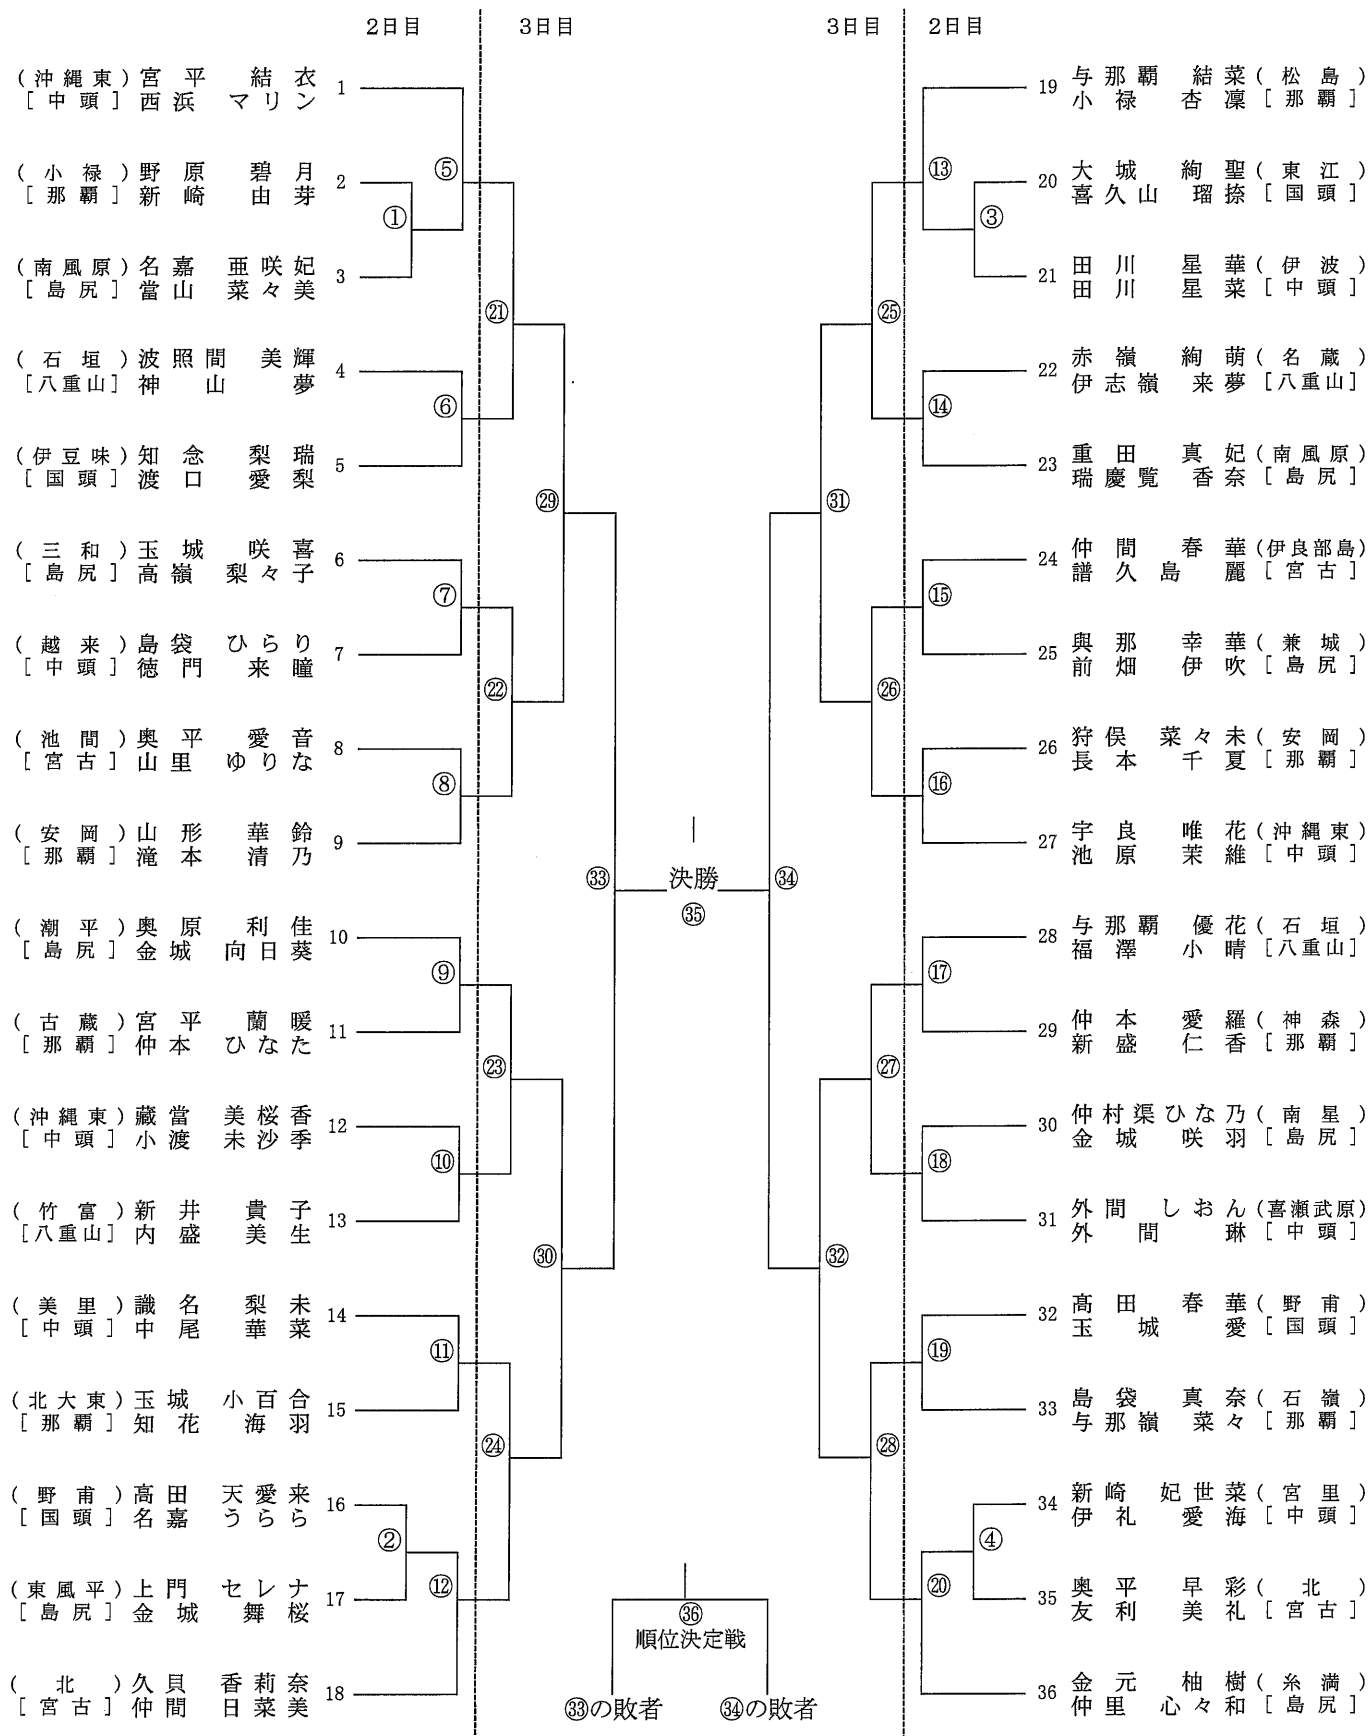 2日目 3日目 3日目 2日目
(沖縄東) 宮平 結衣 1
[中頭] 西浜 マリン
(小禄) 野原 碧月 2
[那覇] 新崎 由芽
(南風原) 名嘉 亜咲妃 3
[島尻] 當山 菜々美
(石垣) 波照間 美輝 4
[八重山] 神山 夢
(伊豆味) 知念 梨瑞 5
[国頭] 渡口 愛梨
(三和) 玉城 咲喜 6
[島尻] 高嶺 梨々子
(越来) 島袋 ひらり 7
[中頭] 徳門 来瞳
(池間) 奥平 愛音 8
[宮古] 山里 ゆりな
(安岡) 山形 華鈴 9
[那覇] 滝本 清乃
(潮平) 奥原 利佳 10
[島尻] 金城 向日葵
(古蔵) 宮平 蘭暖 11
[那覇] 仲本 ひなた
(沖縄東) 藏當 美桜香 12
[中頭] 小渡 未沙季
(竹富) 新井 貴子 13
[八重山] 内盛 美生
(美里) 識名 梨未 14
[中頭] 中尾 華菜
(北大東) 玉城 小百合 15
[那覇] 知花 海羽
(野甫) 高田 天愛来 16
[国頭] 名嘉 うらら
(東風平) 上門 セレナ 17
[島尻] 金城 舞桜
(北) 久貝 香莉奈 18
[宮古] 仲間 日菜美
① ② ⑤ ⑥ ⑦ ⑧ ⑨ ⑩ ⑪ ⑫
㉑ ㉒ ㉓ ㉔
㉙ ㉚
㉝
決勝
㉟
㉞
㉛ ㉜
㉕ ㉖ ㉗ ㉘
⑬ ⑭ ⑮ ⑯ ⑰ ⑱ ⑲ ⑳ ③ ④
19 与那覇 結菜 (松島)
小禄 杏凜 [那覇]
20 大城 絢聖 (東江)
喜久山 瑠捺 [国頭]
21 田川 星華 (伊波)
田川 星菜 [中頭]
22 赤嶺 絢萌 (名蔵)
伊志嶺 来夢 [八重山]
23 重田 真妃 (南風原)
瑞慶覧 香奈 [島尻]
24 仲間 春華 (伊良部島)
譜久島 麗 [宮古]
25 與那 幸華 (兼城)
前畑 伊吹 [島尻]
26 狩俣 菜々未 (安岡)
長本 千夏 [那覇]
27 宇良 唯花 (沖縄東)
池原 茉維 [中頭]
28 与那覇 優花 (石垣)
福澤 小晴 [八重山]
29 仲本 愛羅 (神森)
新盛 仁香 [那覇]
30 仲村渠 ひな乃 (南星)
金城 咲羽 [島尻]
31 外間 しおん (喜瀬武原)
外間 琳 [中頭]
32 髙田 春華 (野甫)
玉城 愛 [国頭]
33 島袋 真奈 (石嶺)
与那嶺 菜々 [那覇]
34 新崎 妃世菜 (宮里)
伊礼 愛海 [中頭]
35 奥平 早彩 (北)
友利 美礼 [宮古]
36 金元 柚樹 (糸満)
仲里 心々和 [島尻]
㊱
順位決定戦
㉝の敗者 ㉞の敗者